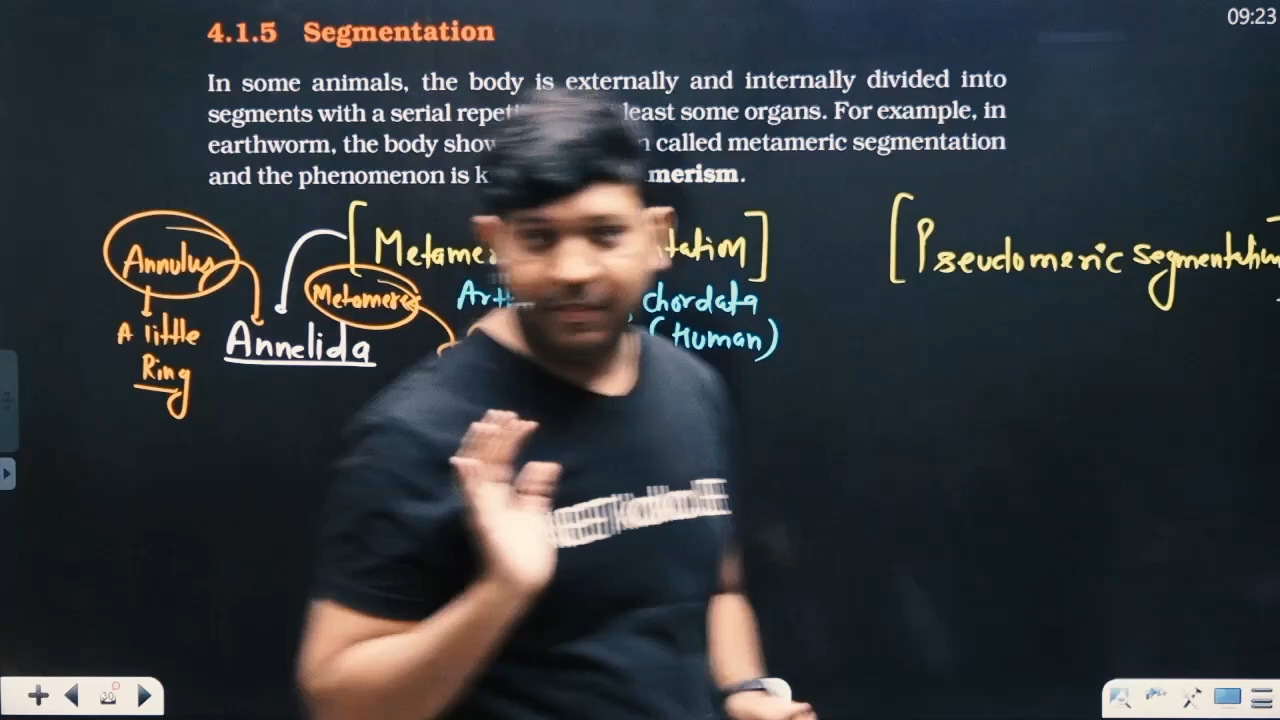 09:23
4.1.5 Segmentation
In some animals, the body is externally and internally divided into
segments with a serial least some organs. For example, in
earthworm, the body called metameric segmentation
and the phenomenon is merism.
Annulus
A little
Ring
Annelida
Metameres
chordata
(Human)
[Pseudomeric segmentation
30